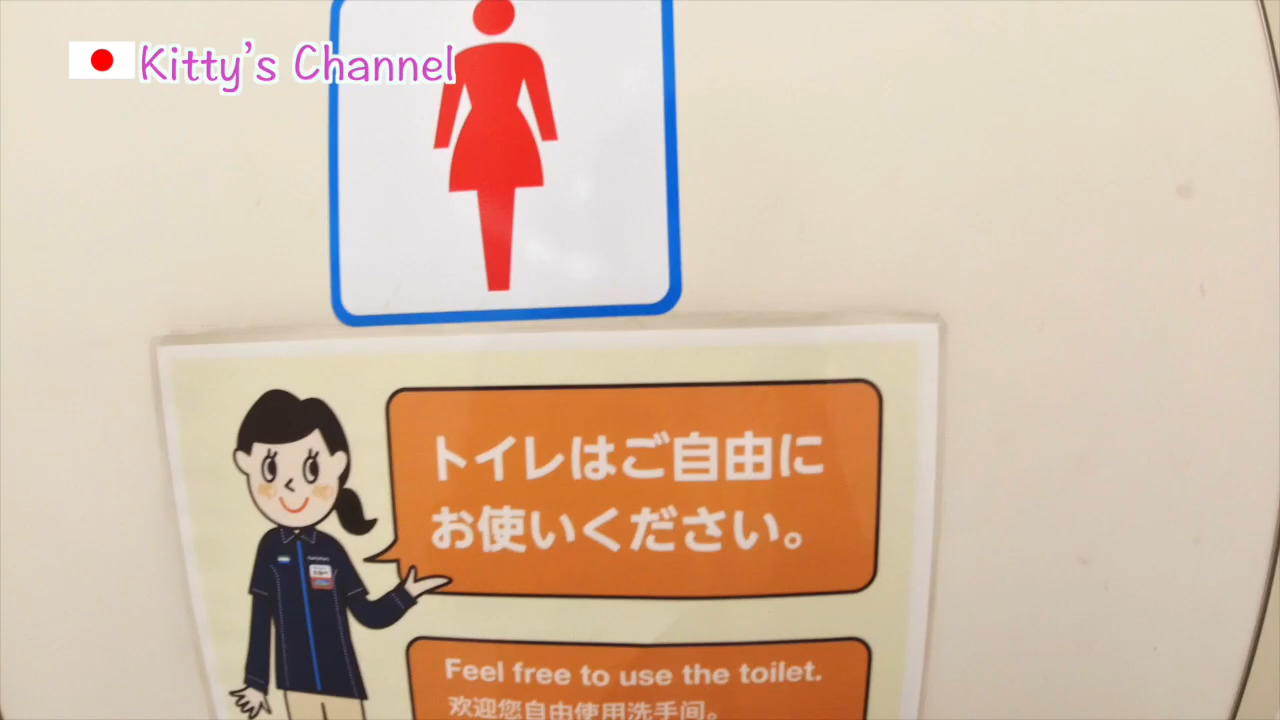 Kitty's Channel
トイレはご自由に
お使いください。
Feel free to use the toilet.
欢迎您自由使用洗手间。